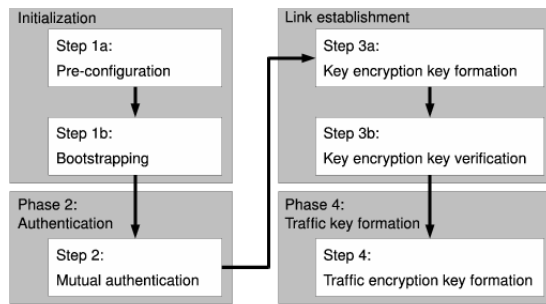 Initialization
Step 1a:
Pre-configuration
Step 1b:
Bootstrapping
Phase 2:
Authentication
Step 2:
Mutual authentication
Link establishment
Step 3a:
Key encryption key formation
Step 3b:
Key encryption key verification
Phase 4:
Traffic key formation
Step 4:
Traffic encryption key formation